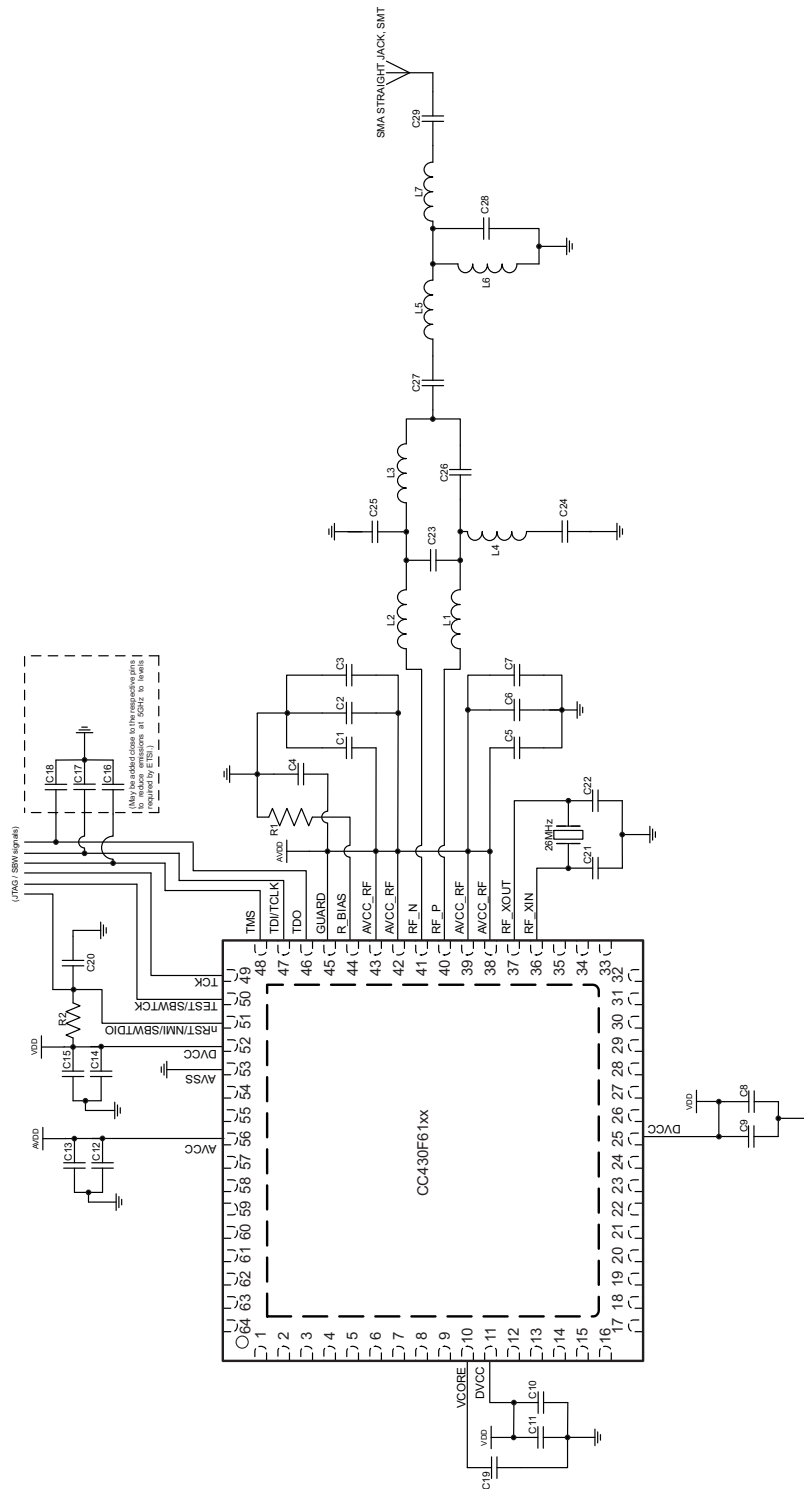 SMA STRAIGHT JACK, SMT
C29
L7
C28
L6
L5
C27
L3
C26
C25
C23
L4
C24
L2
L1
C18
C17
C16
(May be added close to the respective pins
to reduce emissions at 5GHz to levels
required by ETSI.)
C3
C2
C1
C4
R1
AVDD
C7
C6
C5
C22
26MHz
C21
(JTAG / SBW signals)
TMS
TDI/TCLK
TDO
GUARD
R_BIAS
AVCC_RF
AVCC_RF
RF_N
RF_P
AVCC_RF
AVCC_RF
RF_XOUT
RF_XIN
48
47
46
45
44
43
42
41
40
39
38
37
36
35
34
33
C20
R2
VDD
C15
C14
AVDD
C13
C12
TCK
TEST/SBWTCK
nRST/NMI/SBWTDIO
DVCC
AVSS
AVCC
49
50
51
52
53
54
55
56
57
58
59
60
61
62
63
64
CC430F61xx
32
31
30
29
28
27
26
25
24
23
22
21
20
19
18
17
DVCC
VDD
C8
C9
1
2
3
4
5
6
7
8
9
10
11
12
13
14
15
16
VCORE
DVCC
VDD
C10
C11
C19